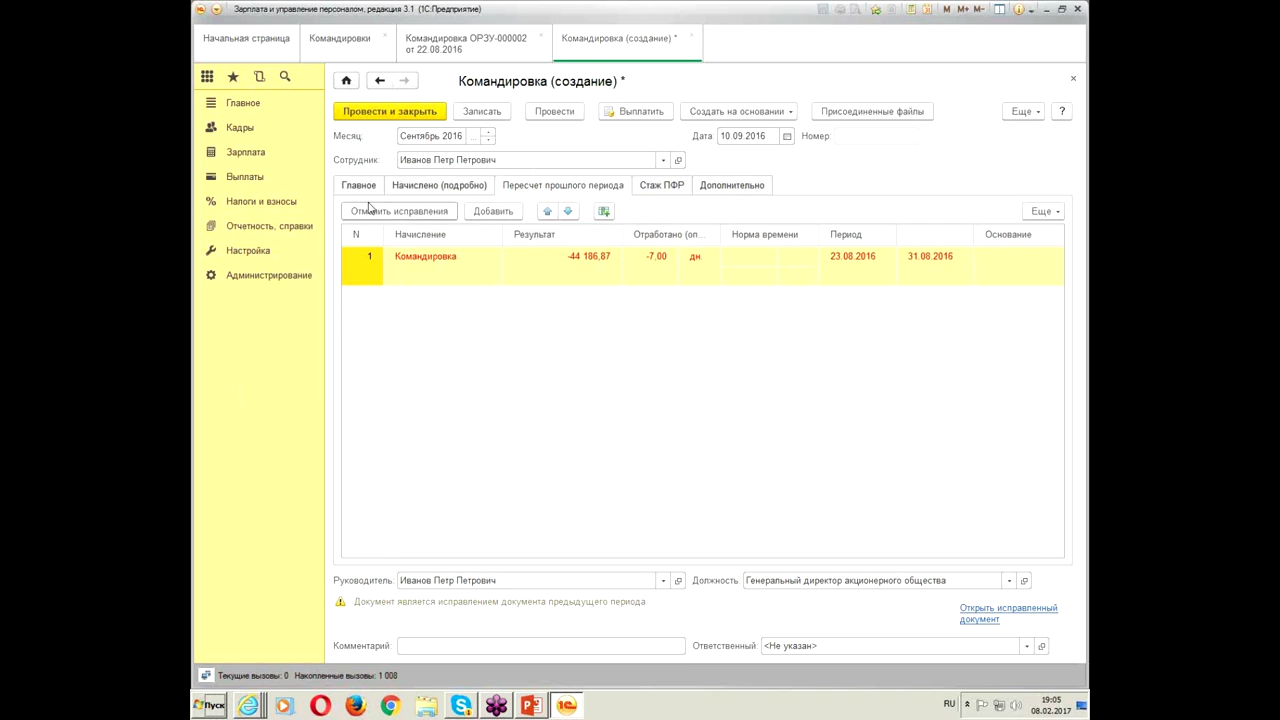 Зарплата и управление персоналом, редакция 3.1 (1С:Предприятие)
M M+ M-
Начальная страница
Командировки
Командировка ОРЗУ-000002 от 22.08.2016
Командировка (создание) *
Главное
Кадры
Зарплата
Выплаты
Налоги и взносы
Отчетность, справки
Настройка
Администрирование
Командировка (создание) *
Провести и закрыть
Записать
Провести
Выплатить
Создать на основании
Присоединенные файлы
Еще
?
Месяц: Сентябрь 2016
Дата 10.09.2016
Номер:
Сотрудник: Иванов Петр Петрович
Главное
Начислено (подробно)
Пересчет прошлого периода
Стаж ПФР
Дополнительно
Добавить
Еще
N Начисление Результат Отработано (оп... Норма времени Период Основание
1 Командировка -44 186,87 -7,00 дн. 23.08.2016 31.08.2016
Руководитель: Иванов Петр Петрович
Должность: Генеральный директор акционерного общества
Документ является исправлением документа предыдущего периода
Открыть исправленный
документ
Комментарий:
Ответственный: <Не указан>
Текущие вызовы: 0 Накопленные вызовы: 1 008
Пуск
RU
19:05
08.02.2017